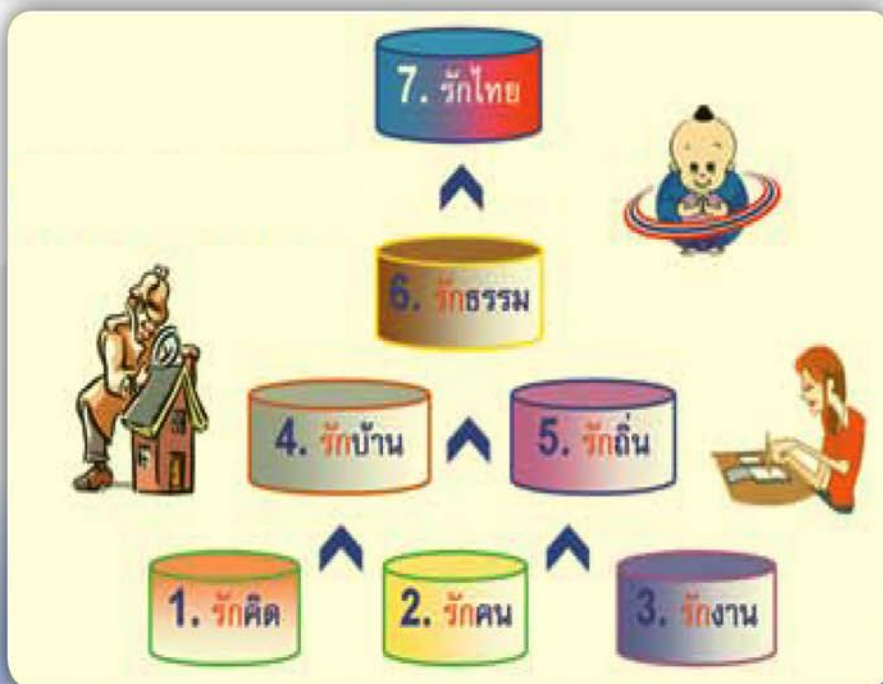 7. รักไทย
6. รักธรรม
4. รักบ้าน
5. รักถิ่น
1. รักคิด
2. รักคน
3. รักงาน